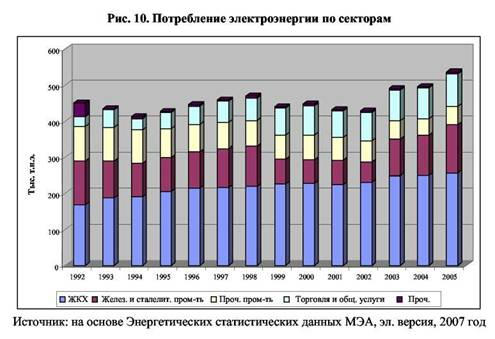 Рис. 10. Потребление электроэнергии по секторам
Тыс. т.н.э.
600
500
400
300
200
100
0
1992 1993 1994 1995 1996 1997 1998 1999 2000 2001 2002 2003 2004 2005
ЖКХ Желез. и сталелит. пром-ть Проч. пром-ть Торговля и общ. услуги Проч.
Источник: на основе Энергетических статистических данных МЭА, эл. версия, 2007 год